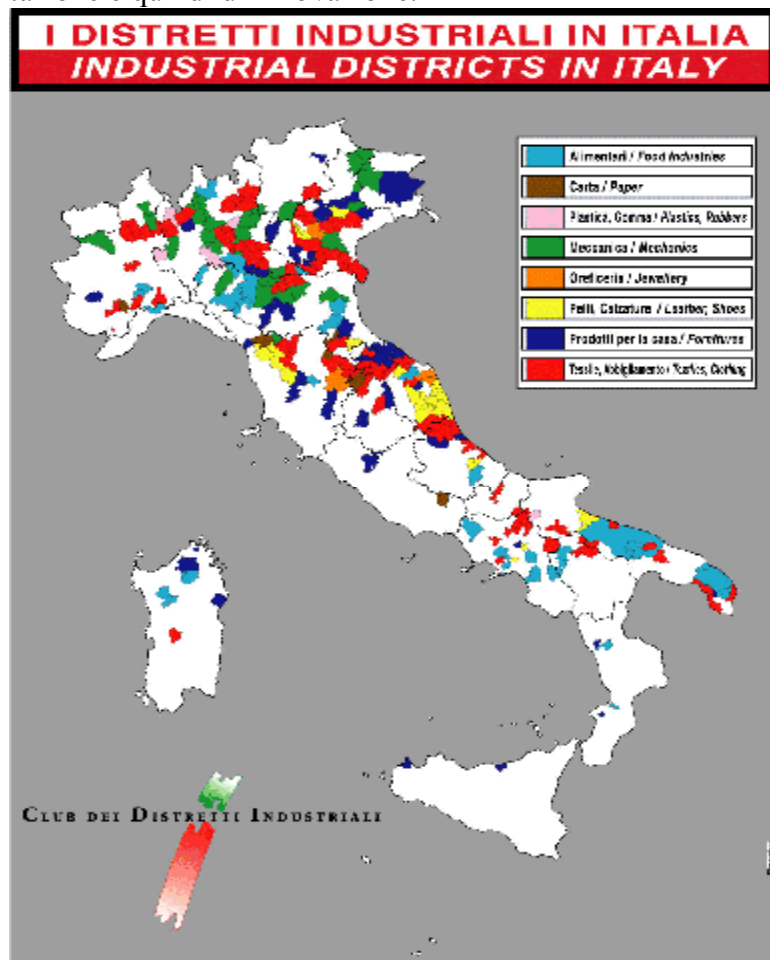 I DISTRETTI INDUSTRIALI IN ITALIA
INDUSTRIAL DISTRICTS IN ITALY
Alimentari / Food Industries
Carta / Paper
Plastica, Gomma / Plastics, Rubbers
Meccanica / Mechanics
Oreficeria / Jewellery
Pelli, Calzature / Leather, Shoes
Prodotti per la casa / Fornitures
Tessile, Abbigliamento / Textiles, Clothing
CLUB DEI DISTRETTI INDUSTRIALI